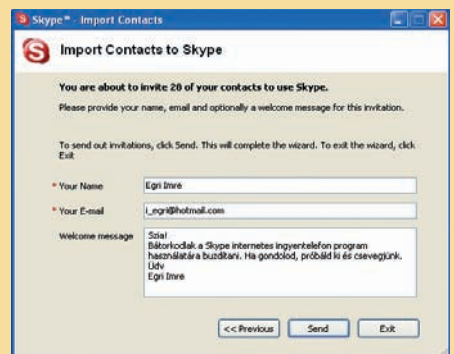 Skype™ - Import Contacts
Import Contacts to Skype
You are about to invite 20 of your contacts to use Skype.
Please provide your name, email and optionally a welcome message for this invitation.
To send out invitations, click Send. This will complete the wizard. To exit the wizard, click
Exit
* Your Name
Egri Imre
* Your E-mail
i_egri@hotmail.com
Welcome message
Szia!
Bátorkodlak a Skype internetes ingyentelefon program
használatára buzdítani. Ha gondolod, próbáld ki és csevegjünk.
Üdv
Egri Imre
<< Previous
Send
Exit